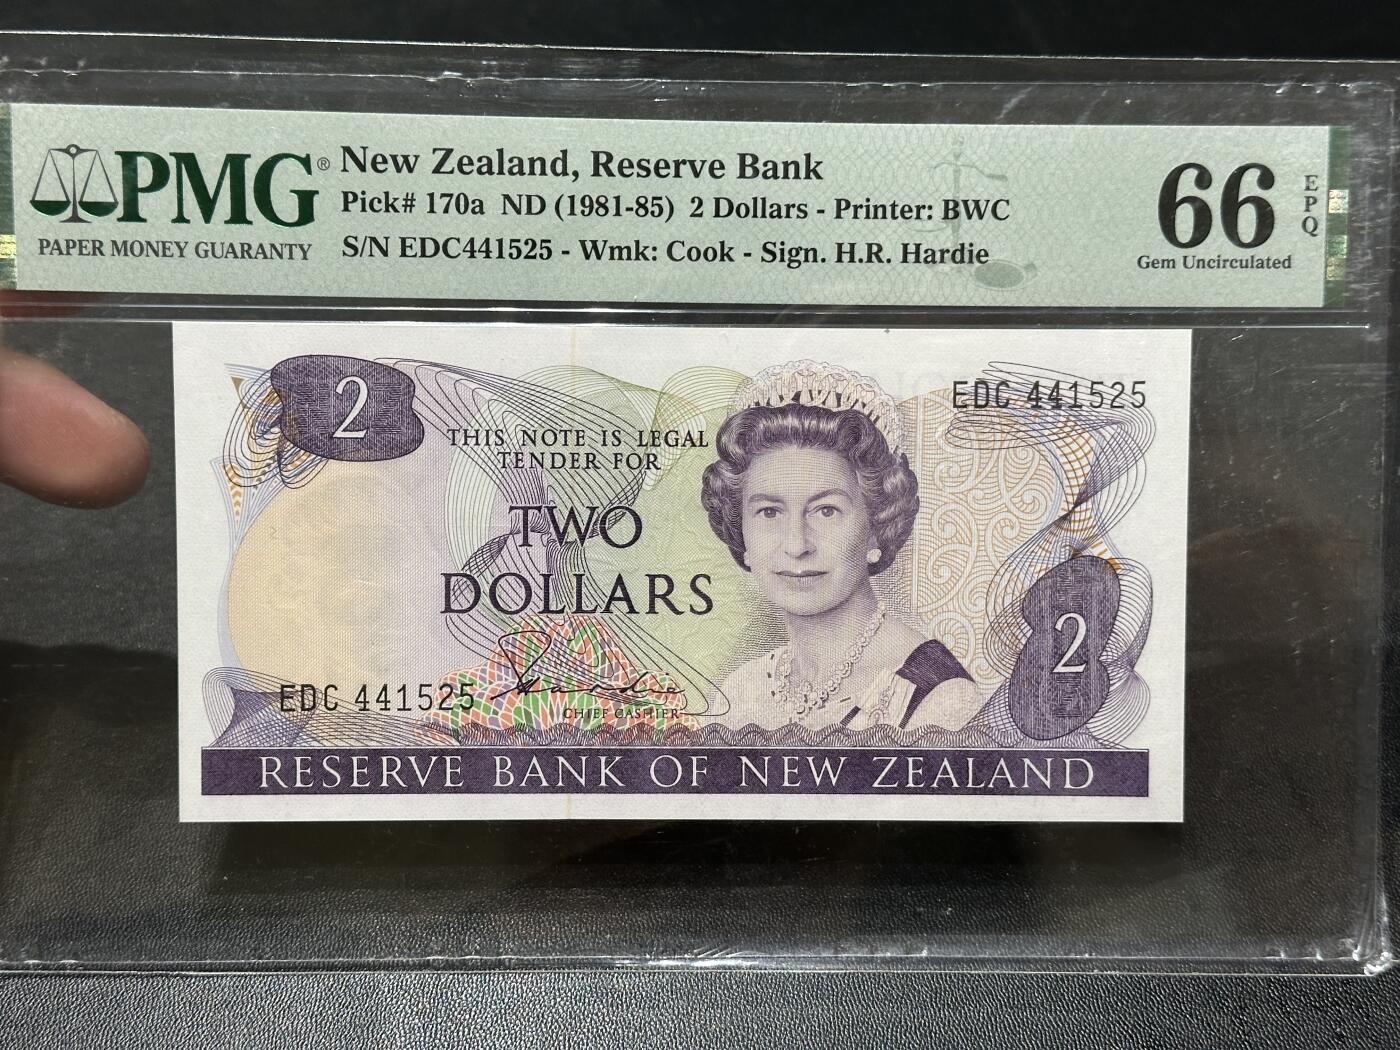 PMG®
PAPER MONEY GUARANTY
New Zealand, Reserve Bank
Pick# 170a ND (1981-85) 2 Dollars - Printer: BWC
S/N EDC441525 - Wmk: Cook - Sign. H.R. Hardie
66
EPQ
Gem Uncirculated
2
EDC 441525
THIS NOTE IS LEGAL
TENDER FOR
TWO
DOLLARS
2
EDC 441525
CHIEF CASHIER
RESERVE BANK OF NEW ZEALAND